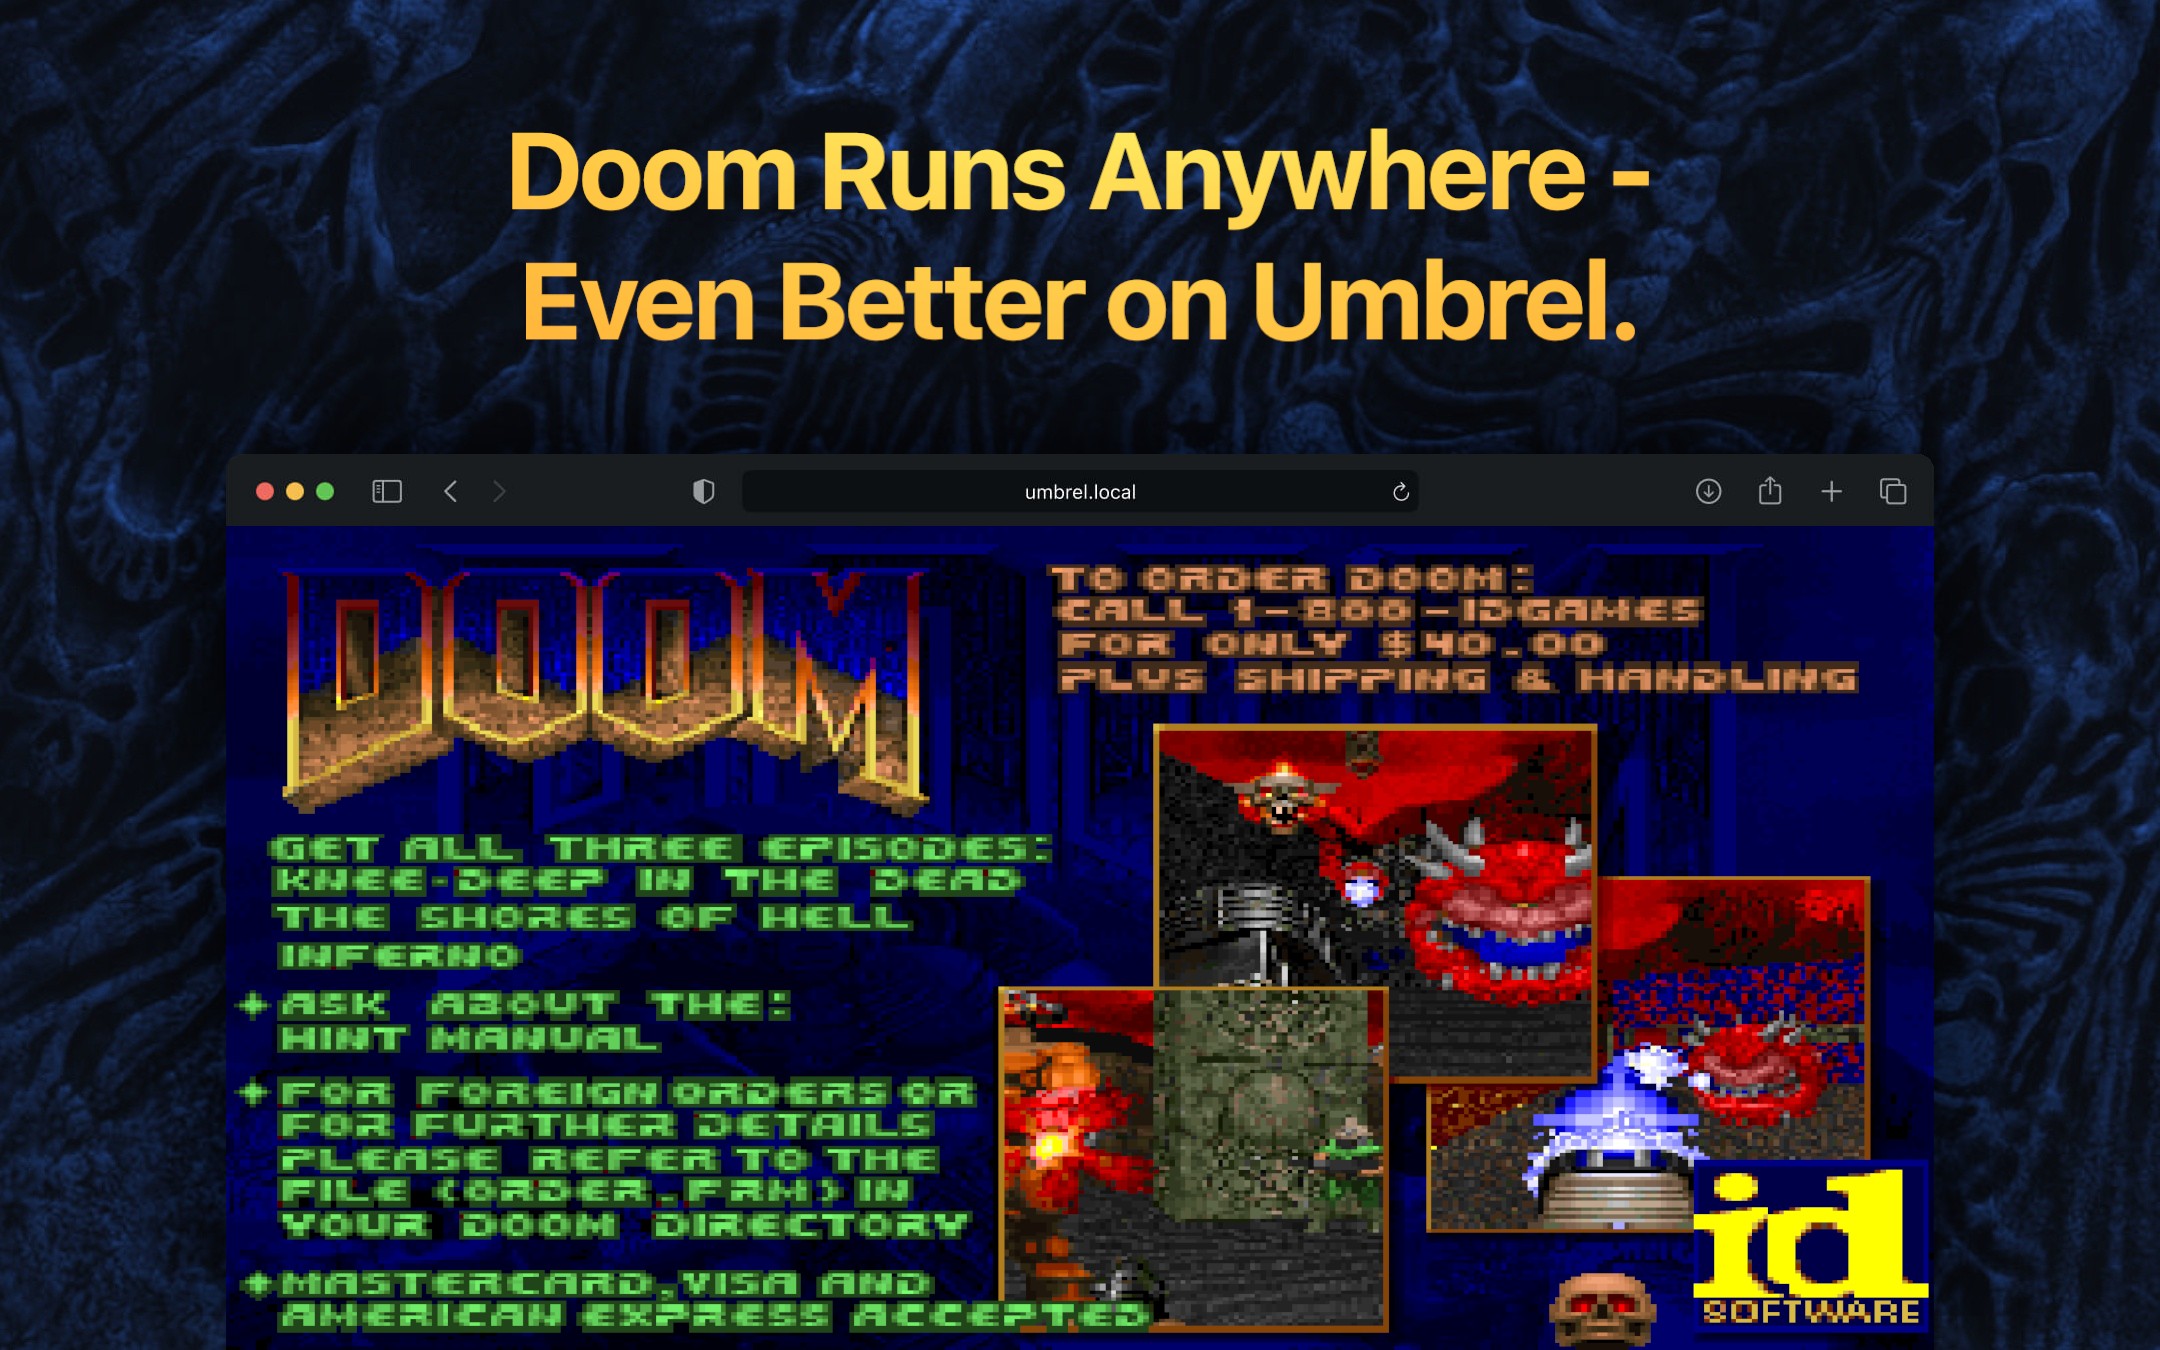 Doom Runs Anywhere -
Even Better on Umbrel.
umbrel.local
DOOM
TO ORDER DOOM:
CALL 1-800-IDGAMES
FOR ONLY $40.00
PLUS SHIPPING & HANDLING
GET ALL THREE EPISODES:
KNEE-DEEP IN THE DEAD
THE SHORES OF HELL
INFERNO
ASK ABOUT THE:
HINT MANUAL
FOR FOREIGN ORDERS OR
FOR FURTHER DETAILS
PLEASE REFER TO THE
FILE (ORDER.FRM) IN
YOUR DOOM DIRECTORY
MASTERCARD,VISA AND
AMERICAN EXPRESS ACCEPTED
id
SOFTWARE